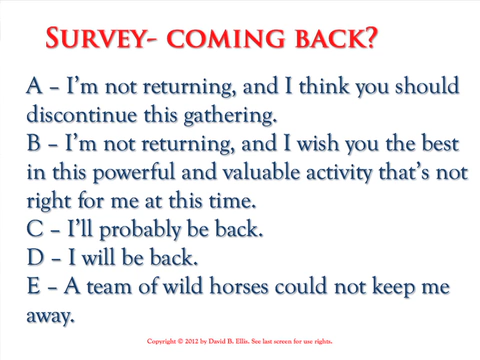 SURVEY- COMING BACK?
A – I’m not returning, and I think you should
discontinue this gathering.
B – I’m not returning, and I wish you the best
in this powerful and valuable activity that’s not
right for me at this time.
C – I’ll probably be back.
D – I will be back.
E – A team of wild horses could not keep me
away.
Copyright © 2012 by David B. Ellis. See last screen for use rights.